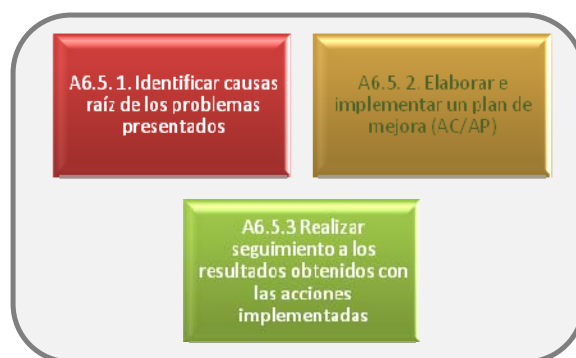 A6.5. 1. Identificar causas
raíz de los problemas
presentados
A6.5. 2. Elaborar e
implementar un plan de
mejora (AC/AP)
A6.5.3 Realizar
seguimiento a los
resultados obtenidos con
las acciones
implementadas